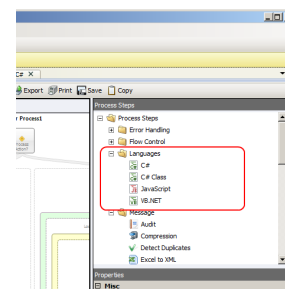 C# X
Export Print Save Copy
Process Steps
r Process1
Process Steps
Error Handling
Flow Control
Languages
C#
C# Class
JavaScript
VB.NET
Message
Audit
Compression
Detect Duplicates
Excel to XML
Properties
Misc